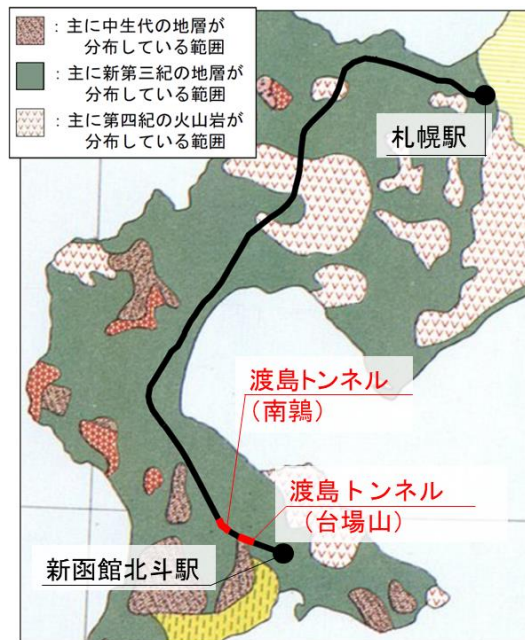 ：主に中生代の地層が
分布している範囲
：主に新第三紀の地層が
分布している範囲
：主に第四紀の火山岩が
分布している範囲
札幌駅
渡島トンネル
（南鶉）
渡島トンネル
（台場山）
新函館北斗駅